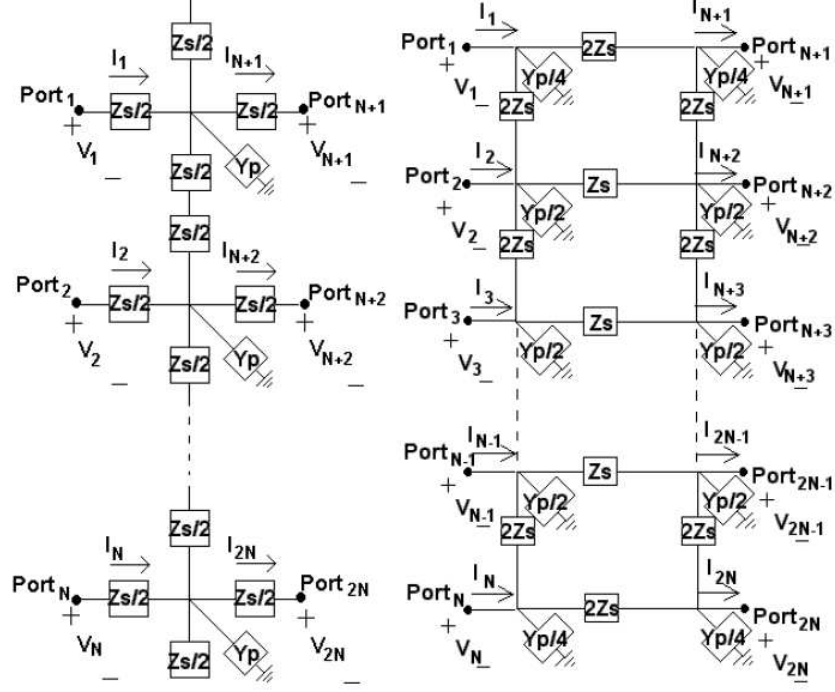 Zs/2
I1 IN+1
Port1 Zs/2 Zs/2 PortN+1
+ V1 _ Yp + VN+1 _
Zs/2
Zs/2
I2 IN+2
Port2 Zs/2 Zs/2 PortN+2
+ V2 _ Yp + VN+2 _
Zs/2
Zs/2
IN I2N
PortN Zs/2 Zs/2 Port2N
+ VN _ Yp + V2N _
Zs/2
I1 IN+1
Port1 2Zs PortN+1
+ V1 _ Yp/4 Yp/4 + VN+1 _
2Zs 2Zs
I2 IN+2
Port2 Zs PortN+2
+ V2 _ Yp/2 Yp/2 + VN+2 _
2Zs 2Zs
I3 IN+3
Port3 Zs PortN+3
+ V3 _ Yp/2 Yp/2 + VN+3 _
IN-1 I2N-1
PortN-1 Zs Port2N-1
+ VN-1 _ Yp/2 Yp/2 + V2N-1 _
2Zs 2Zs
IN I2N
PortN 2Zs Port2N
+ VN _ Yp/4 Yp/4 + V2N _